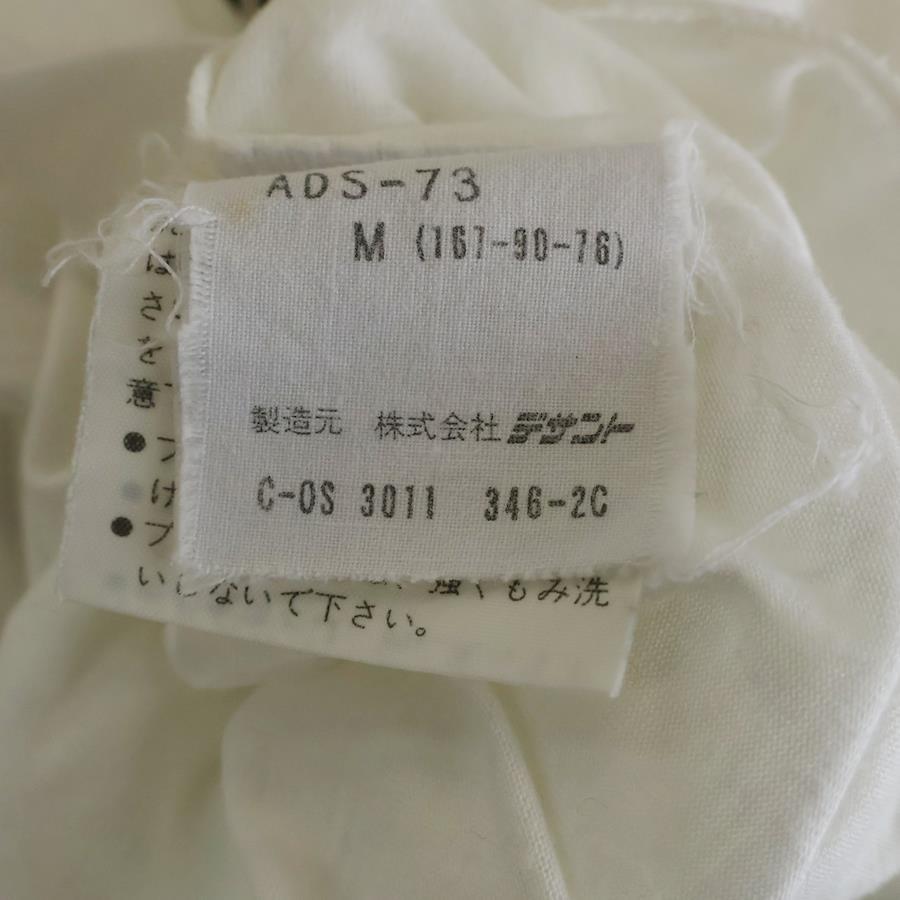 ADS-73
M (167-90-76)
製造元 株式会社デサント
C-OS 3011 346-2C
は
さ
を
意
●フ
け
●プ
強くもみ洗
いしないで下さい。